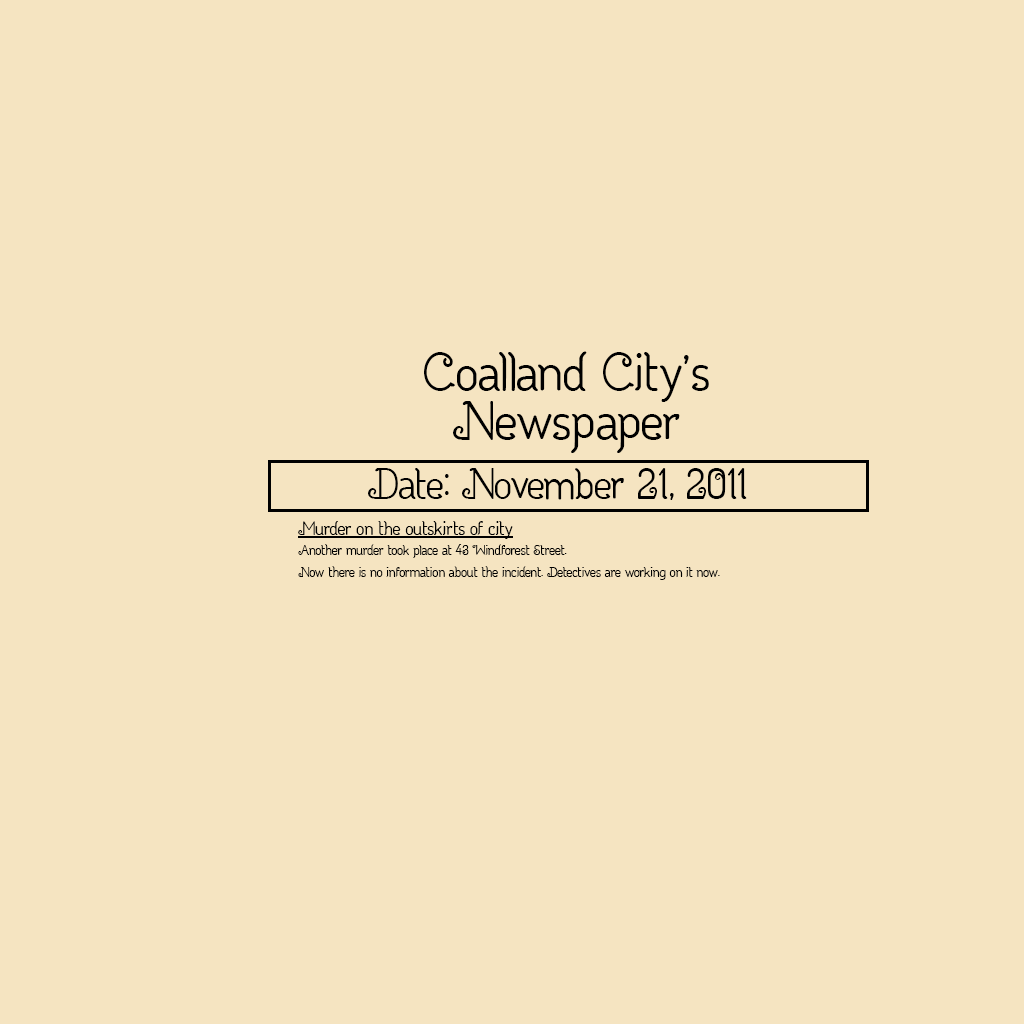 Coalland City's
Newspaper
Date: November 21, 2011
Murder on the outskirts of city
Another murder took place at 43 Windforest Street.
Now there is no information about the incident. Detectives are working on it now.